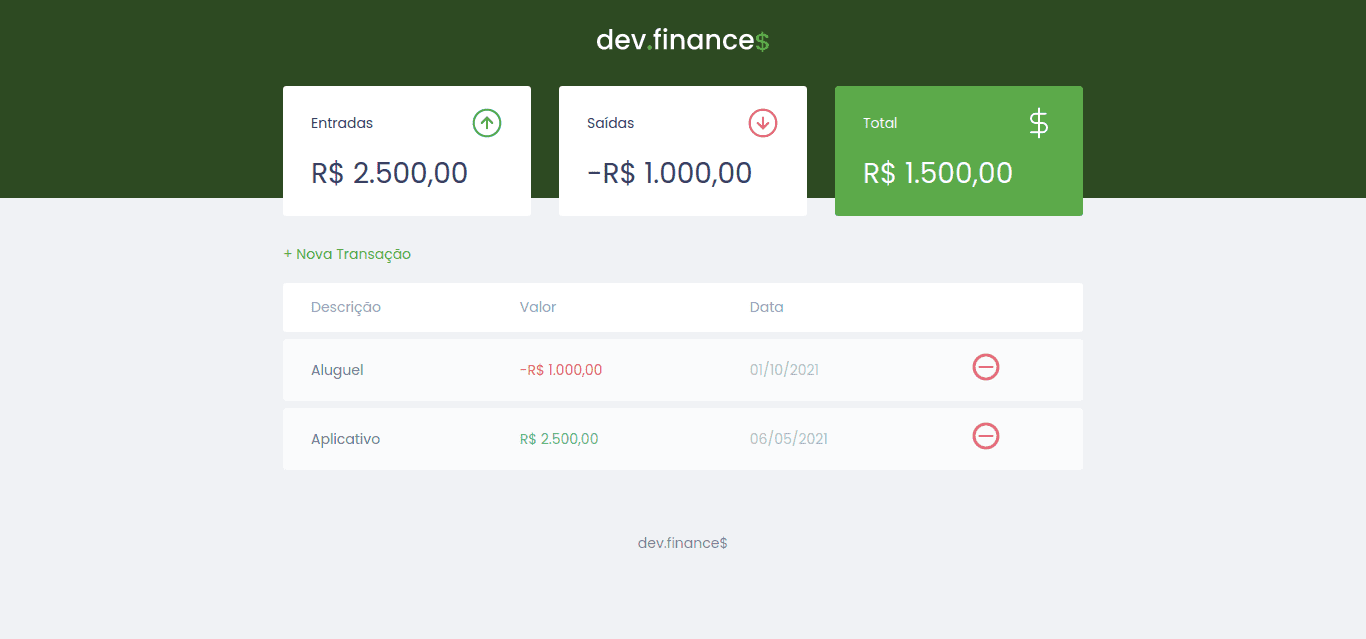 dev.finance$
Entradas
R$ 2.500,00
Saídas
-R$ 1.000,00
Total
$
R$ 1.500,00
+ Nova Transação
Descrição Valor Data
Aluguel -R$ 1.000,00 01/10/2021
Aplicativo R$ 2.500,00 06/05/2021
dev.finance$